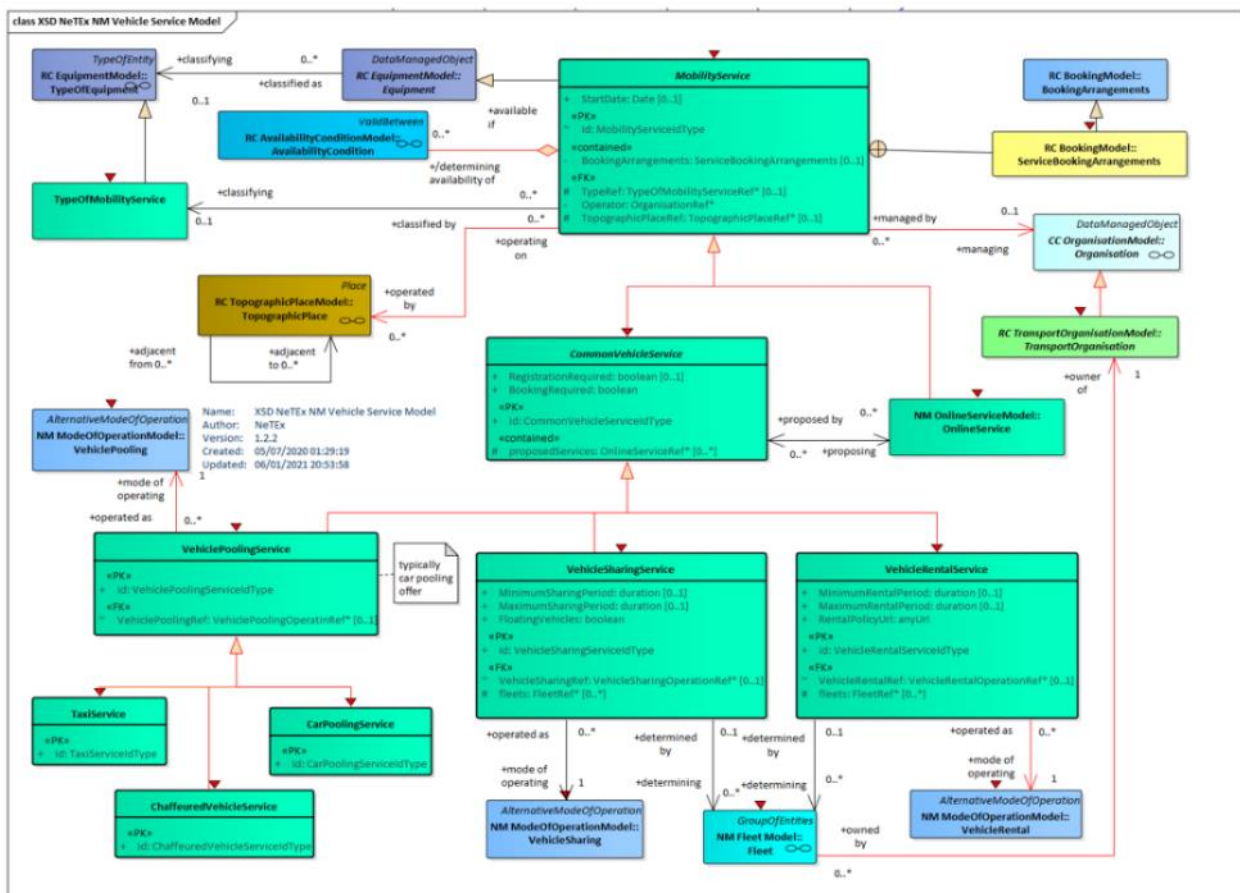 class XSD NeTEx NM Vehicle Service Model
TypeOfEntity
RC EquipmentModel::
TypeOfEquipment
+classifying
0..*
+classified as
0..1
DataManagedObject
RC EquipmentModel::
Equipment
+available
if
ValidBetween
RC AvailabilityConditionModel::
AvailabilityCondition
0..*
+/determining
availability of
MobilityService
+ StartDate: Date [0..1]
«PK»
~ id: MobilityServiceIdType
«contained»
- BookingArrangements: ServiceBookingArrangements [0..1]
«FK»
# TypeRef: TypeOfMobilityServiceRef* [0..1]
- Operator: OrganisationRef*
# TopographicPlaceRef: TopographicPlaceRef* [0..1]
RC BookingModel::
BookingArrangements
RC BookingModel::
ServiceBookingArrangements
TypeOfMobilityService
+classifying
0..1
0..*
+classified by
0..*
+operating
on
+managed by
0..*
0..1
+managing
DataManagedObject
CC OrganisationModel::
Organisation
Place
RC TopographicPlaceModel::
TopographicPlace
+operated
by
0..*
+adjacent
from 0..*
+adjacent
to 0..*
RC TransportOrganisationModel::
TransportOrganisation
+owner
of
1
CommonVehicleService
+ RegistrationRequired: boolean [0..1]
+ BookingRequired: boolean
«PK»
+ id: CommonVehicleServiceIdType
«contained»
# proposedServices: OnlineServiceRef* [0..*]
+proposed by
0..*
0..*
+proposing
NM OnlineServiceModel::
OnlineService
AlternativeModeOfOperation
NM ModeOfOperationModel::
VehiclePooling
Name: XSD NeTEx NM Vehicle Service Model
Author: NeTEx
Version: 1.2.2
Created: 05/07/2020 01:29:19
Updated: 06/01/2021 20:53:58
1
+mode of
operating
+operated as
0..*
VehiclePoolingService
«PK»
+ id: VehiclePoolingServiceIdType
«FK»
~ VehiclePoolingRef: VehiclePoolingOperatinRef* [0..1]
typically
car pooling
offer
VehicleSharingService
+ MinimumSharingPeriod: duration [0..1]
+ MaximumSharingPeriod: duration [0..1]
+ FloatingVehicles: boolean
«PK»
+ id: VehicleSharingServiceIdType
«FK»
~ VehicleSharingRef: VehicleSharingOperationRef* [0..1]
# fleets: FleetRef* [0..*]
VehicleRentalService
+ MinimumRentalPeriod: duration [0..1]
+ MaximumRentalPeriod: duration [0..1]
+ RentalPolicyUrl: anyUrl
«PK»
+ id: VehicleRentalServiceIdType
«FK»
~ VehicleRentalRef: VehicleRentalOperationRef* [0..1]
# fleets: FleetRef* [0..*]
TaxiService
«PK»
+ id: TaxiServiceIdType
CarPoolingService
«PK»
+ id: CarPoolingServiceIdType
ChaffeuredVehicleService
«PK»
+ id: ChaffeuredVehicleServiceIdType
+operated as
0..*
+mode of
operating
1
+determined
by
0..1
+determining
0..*
+determined
by
0..1
+determining
0..*
+operated as
0..*
+mode of
operating
1
AlternativeModeOfOperation
NM ModeOfOperationModel::
VehicleSharing
GroupOfEntities
NM Fleet Model::
Fleet
+owned
by
0..*
AlternativeModeOfOperation
NM ModeOfOperationModel::
VehicleRental